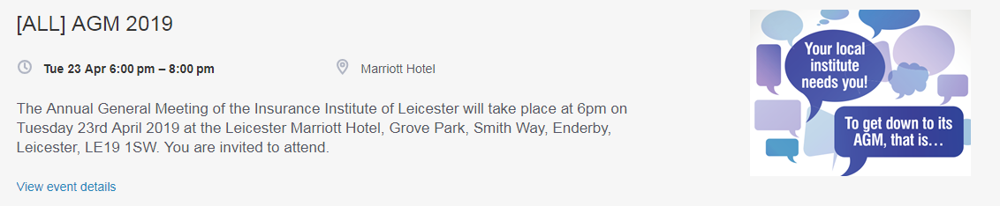 [ALL] AGM 2019
Tue 23 Apr 6:00 pm – 8:00 pm
Marriott Hotel
The Annual General Meeting of the Insurance Institute of Leicester will take place at 6pm on
Tuesday 23rd April 2019 at the Leicester Marriott Hotel, Grove Park, Smith Way, Enderby,
Leicester, LE19 1SW. You are invited to attend.
View event details
Your local
institute
needs you!
To get down to its
AGM, that is…